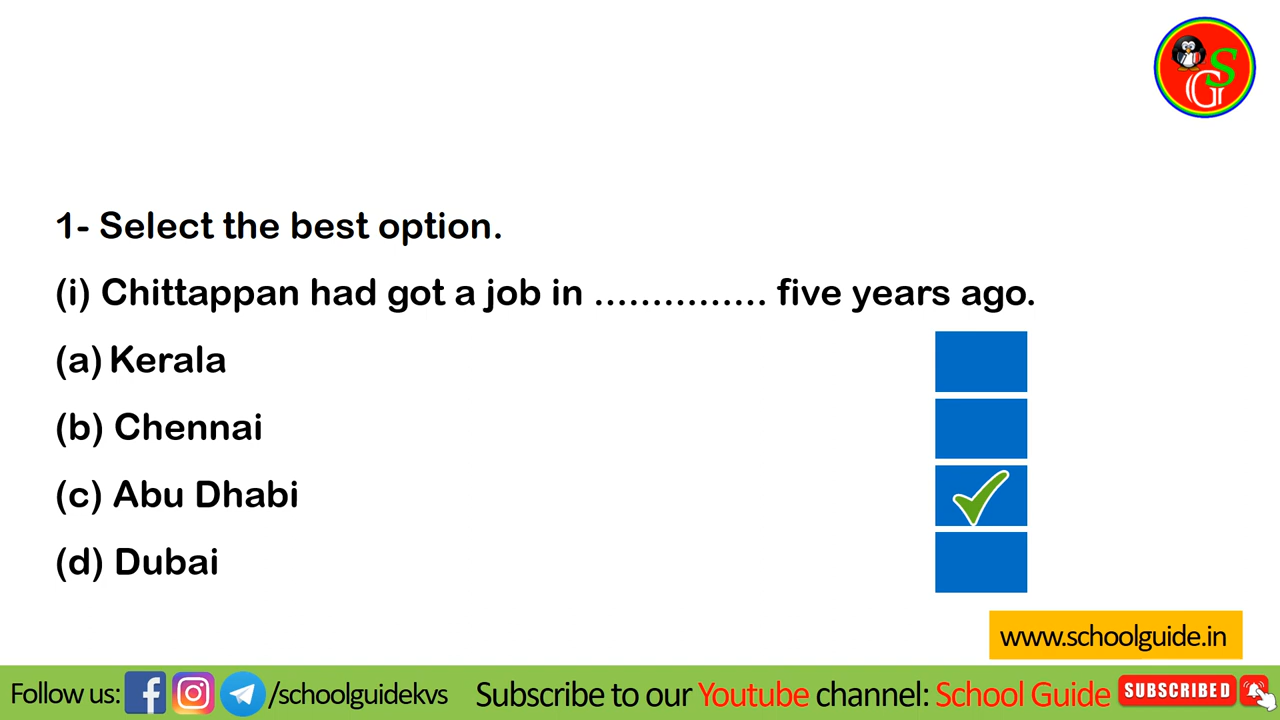 SG
1- Select the best option.
(i) Chittappan had got a job in ............... five years ago.
(a) Kerala
(b) Chennai
(c) Abu Dhabi
(d) Dubai
www.schoolguide.in
Follow us: /schoolguidekvs Subscribe to our Youtube channel: School Guide SUBSCRIBED